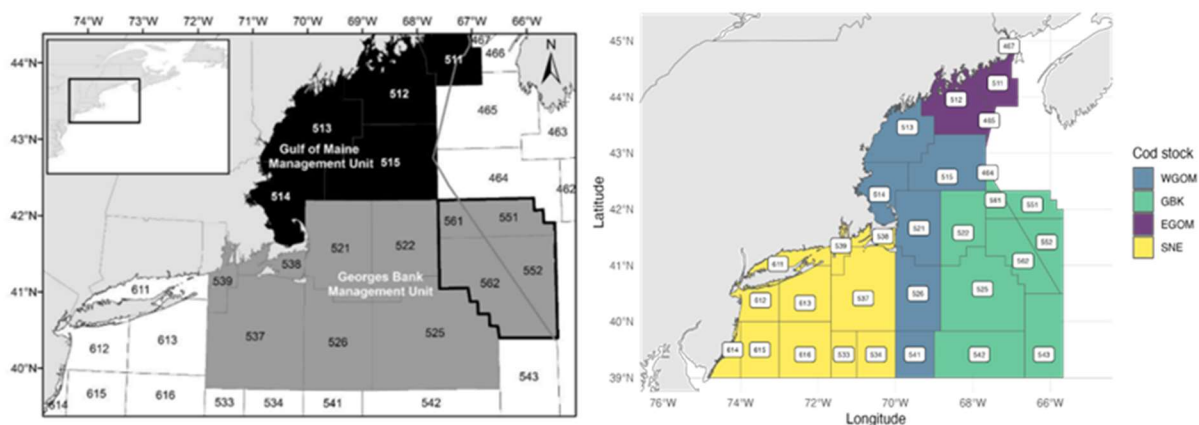 74°W 73°W 72°W 71°W 70°W 69°W 68°W 67°W 66°W
44°N
43°N
42°N
41°N
40°N
N
467
466
511
465
512
463
513
Gulf of Maine
Management Unit
515
464
462
514
561
551
521
522
538
552
539
Georges Bank
Management Unit
562
611
537
526
525
612
613
543
614
615
616
533
534
541
542
45°N
44°N
43°N
42°N
41°N
40°N
39°N
Latitude
467
511
512
465
513
464
515
514
561
551
521
522
538
539
552
562
611
525
612
613
537
526
614
615
616
533
534
541
542
543
76°W 74°W 72°W 70°W 68°W 66°W
Longitude
Cod stock
WGOM
GBK
EGOM
SNE